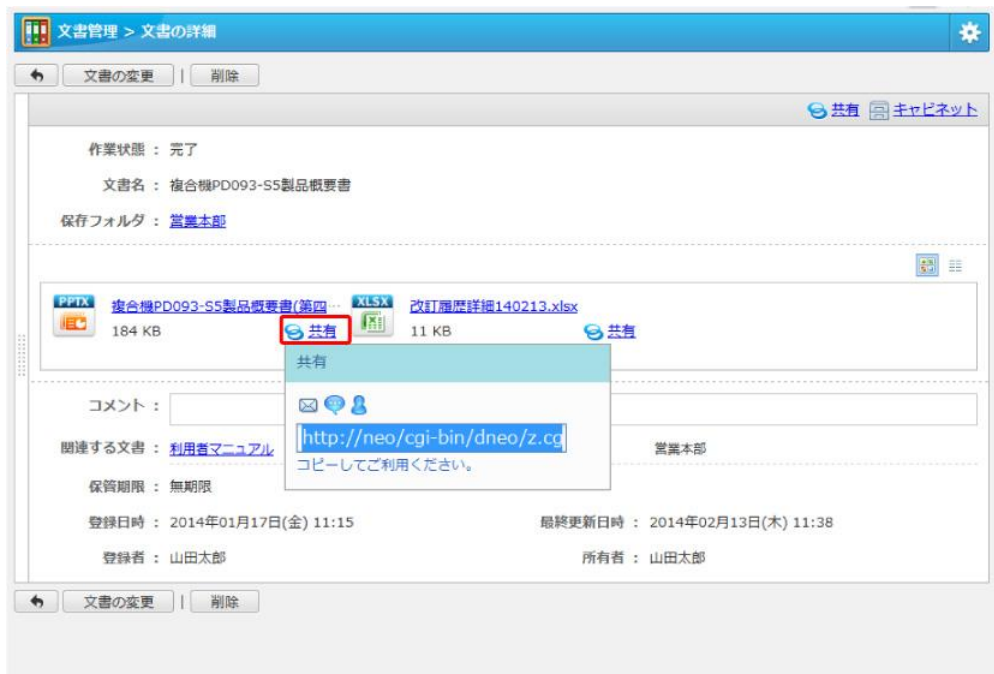 文書管理 > 文書の詳細
文書の変更 | 削除
共有 キャビネット
作業状態 : 完了
文書名 : 複合機PD093-S5製品概要書
保存フォルダ : 営業本部
PPTX 複合機PD093-S5製品概要書(第四… XLSX 改訂履歴詳細140213.xlsx
184 KB 共有 11 KB 共有
共有
コメント :
http://neo/cgi-bin/dneo/z.cg
関連する文書 : 利用者マニュアル 営業本部
コピーしてご利用ください。
保管期限 : 無期限
登録日時 : 2014年01月17日(金) 11:15 最終更新日時 : 2014年02月13日(木) 11:38
登録者 : 山田太郎 所有者 : 山田太郎
文書の変更 | 削除